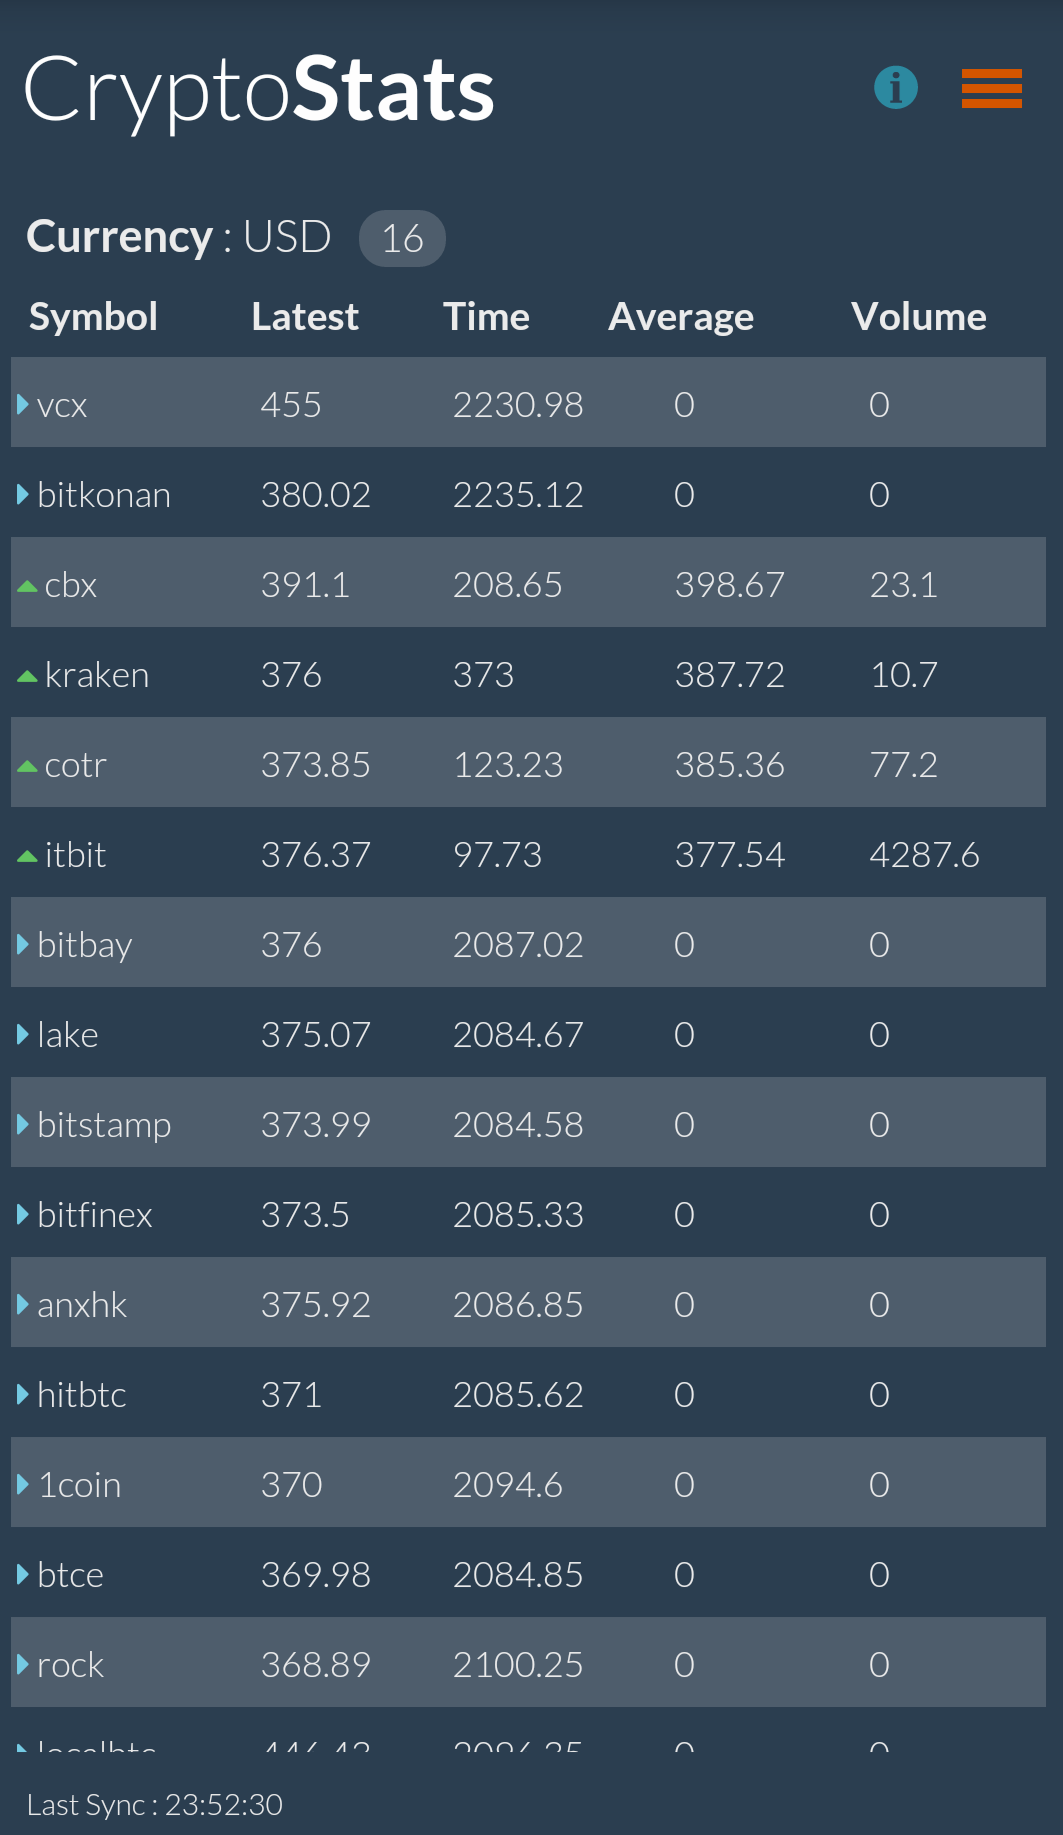 CryptoStats
Currency : USD 16
Symbol Latest Time Average Volume
vcx 455 2230.98 0 0
bitkonan 380.02 2235.12 0 0
cbx 391.1 208.65 398.67 23.1
kraken 376 373 387.72 10.7
cotr 373.85 123.23 385.36 77.2
itbit 376.37 97.73 377.54 4287.6
bitbay 376 2087.02 0 0
lake 375.07 2084.67 0 0
bitstamp 373.99 2084.58 0 0
bitfinex 373.5 2085.33 0 0
anxhk 375.92 2086.85 0 0
hitbtc 371 2085.62 0 0
1coin 370 2094.6 0 0
btce 369.98 2084.85 0 0
rock 368.89 2100.25 0 0
localbtc 0 0
Last Sync : 23:52:30